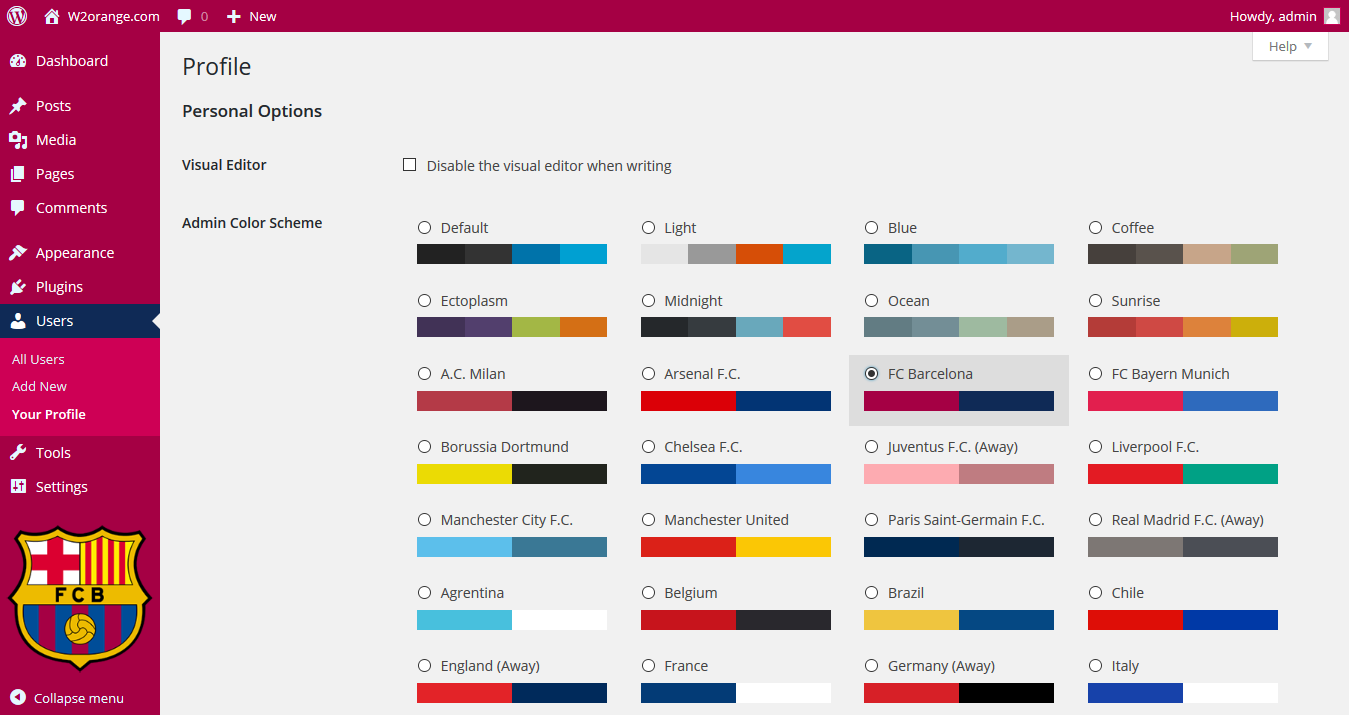 W2orange.com 0 New Howdy, admin
Help
Dashboard
Posts
Media
Pages
Comments
Appearance
Plugins
Users
All Users
Add New
Your Profile
Tools
Settings
FCB
Collapse menu
Profile
Personal Options
Visual Editor Disable the visual editor when writing
Admin Color Scheme
Default Light Blue Coffee
Ectoplasm Midnight Ocean Sunrise
A.C. Milan Arsenal F.C. FC Barcelona FC Bayern Munich
Borussia Dortmund Chelsea F.C. Juventus F.C. (Away) Liverpool F.C.
Manchester City F.C. Manchester United Paris Saint-Germain F.C. Real Madrid F.C. (Away)
Agrentina Belgium Brazil Chile
England (Away) France Germany (Away) Italy